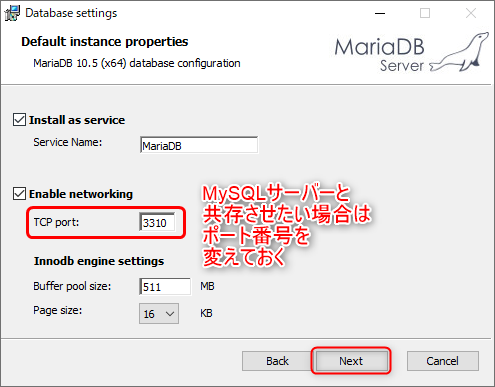 Database settings
Default instance properties
MariaDB 10.5 (x64) database configuration
MariaDB
Server
Install as service
Service Name: MariaDB
Enable networking
TCP port: 3310
MySQLサーバーと
共存させたい場合は
ポート番号を
変えておく
Innodb engine settings
Buffer pool size: 511 MB
Page size: 16 KB
Back Next Cancel